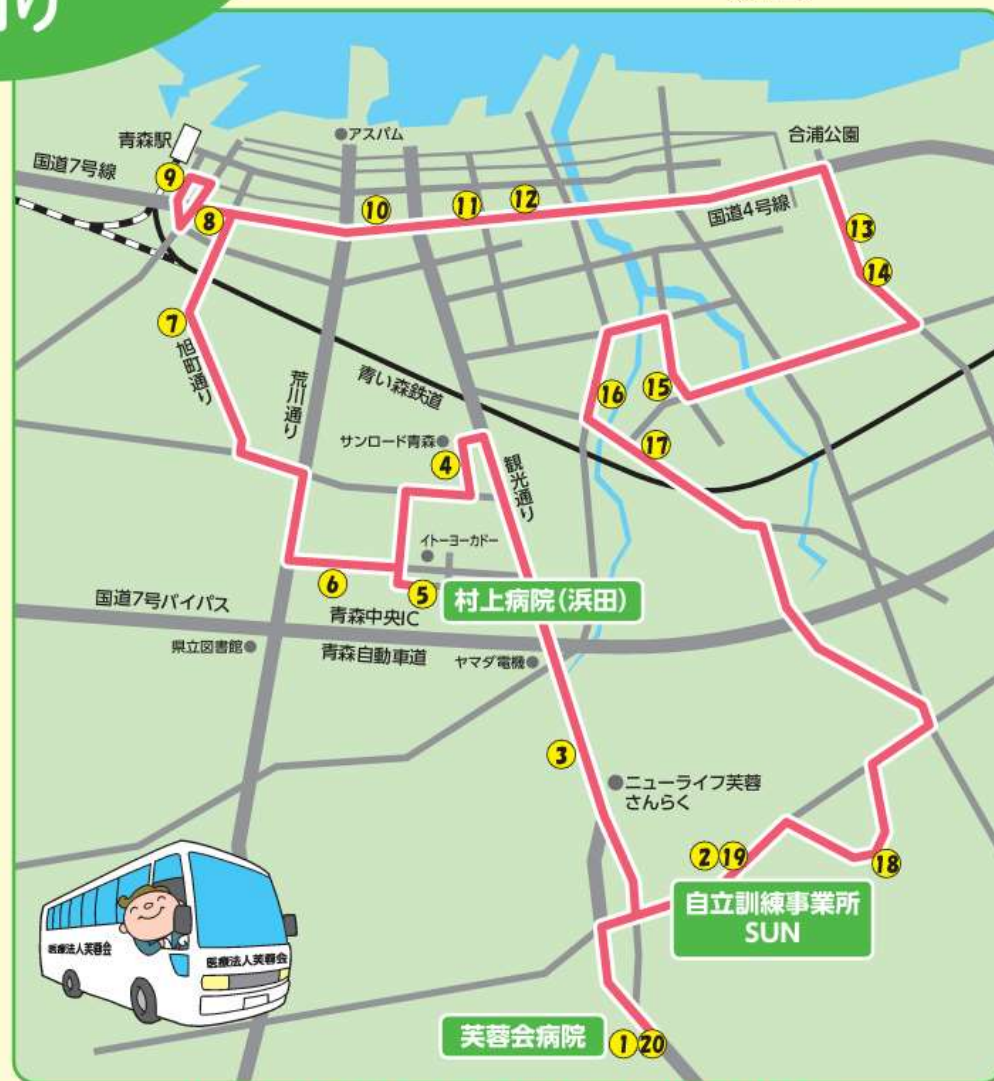 り
青森駅
アスパム
合浦公園
国道7号線
9
8
10
11
12
国道4号線
13
14
7
旭町通り
荒川通り
青い森鉄道
16
15
17
サンロード青森
4
観光通り
イトーヨーカドー
6
5
村上病院(浜田)
国道7号バイパス
青森中央IC
県立図書館
青森自動車道
ヤマダ電機
3
ニューライフ芙蓉
さんらく
2 19
18
自立訓練事業所
SUN
医療法人芙蓉会
医療法人芙蓉会
芙蓉会病院
1 20